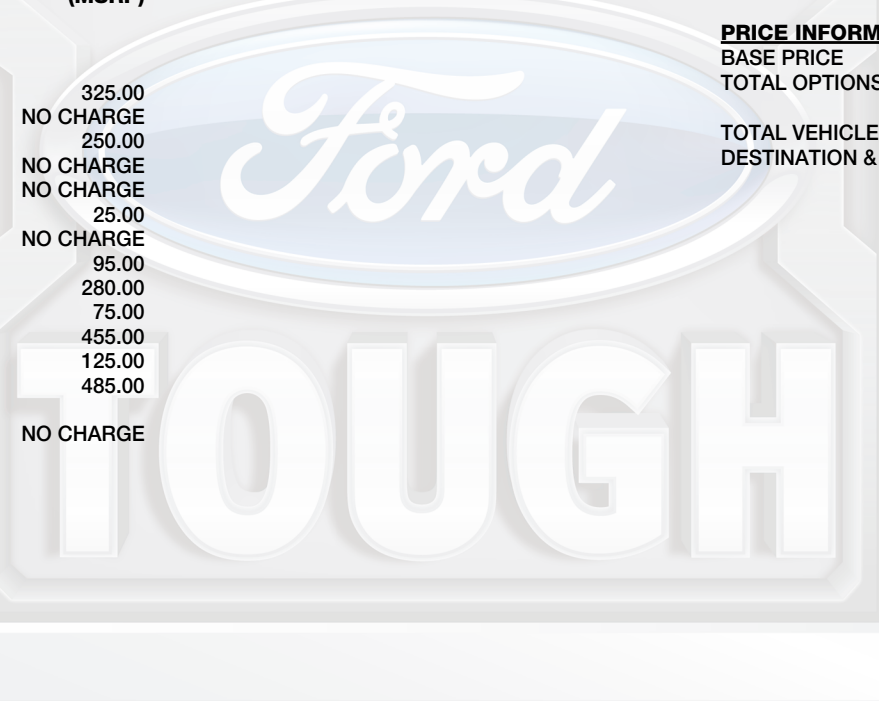 (MSRP)
325.00
NO CHARGE
250.00
NO CHARGE
NO CHARGE
25.00
NO CHARGE
95.00
280.00
75.00
455.00
125.00
485.00
NO CHARGE
PRICE INFORM
BASE PRICE
TOTAL OPTIONS
TOTAL VEHICLE
DESTINATION &
Ford
TOUGH